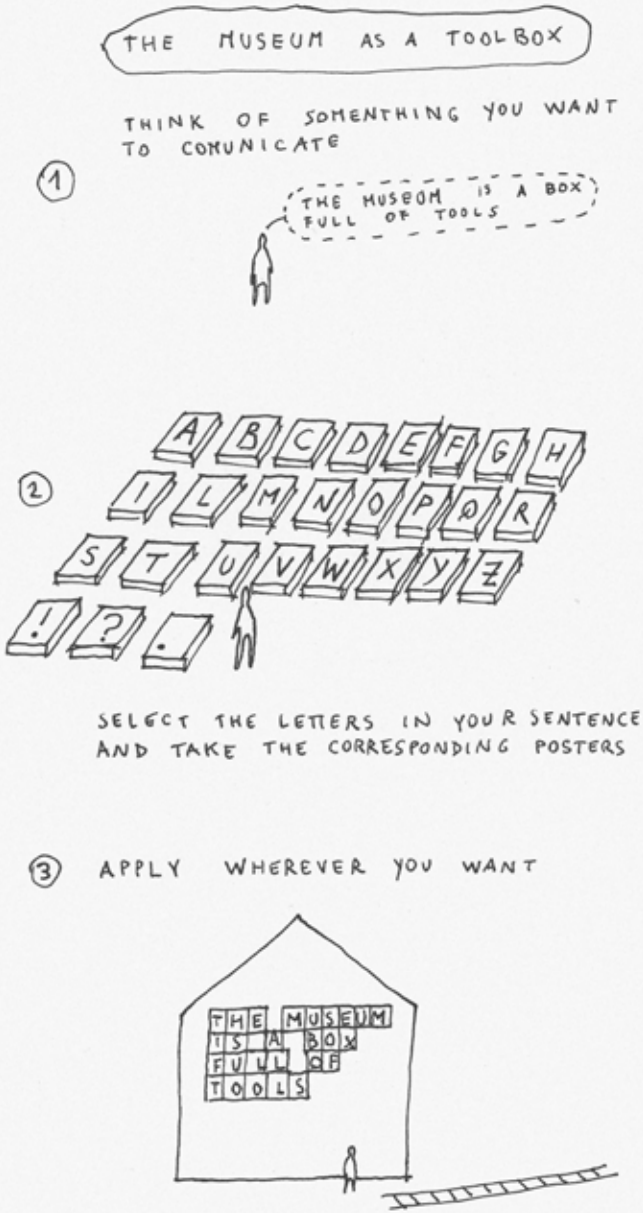 THE MUSEUM AS A TOOLBOX
THINK OF SOMENTHING YOU WANT
TO COMUNICATE
1
THE MUSEUM IS A BOX
FULL OF TOOLS
A B C D E F G H
2
I L M N O P Q R
S T U V W X Y Z
! ? .
SELECT THE LETTERS IN YOUR SENTENCE
AND TAKE THE CORRESPONDING POSTERS
3 APPLY WHEREVER YOU WANT
THE MUSEUM
IS A BOX
FULL OF
TOOLS